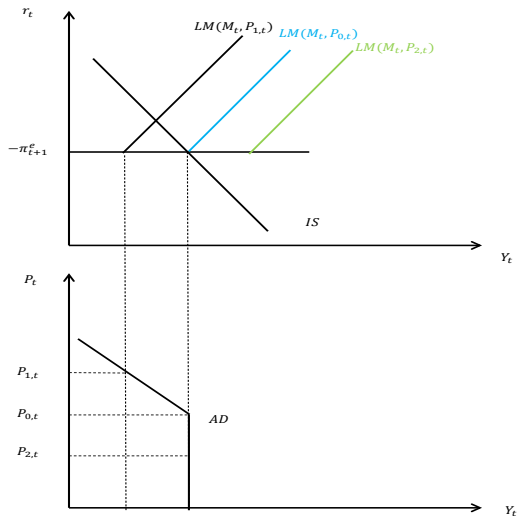 r_t
LM(M_t, P_{1,t})
LM(M_t, P_{0,t})
LM(M_t, P_{2,t})
−π^e_{t+1}
IS
Y_t
P_t
P_{1,t}
P_{0,t}
AD
P_{2,t}
Y_t